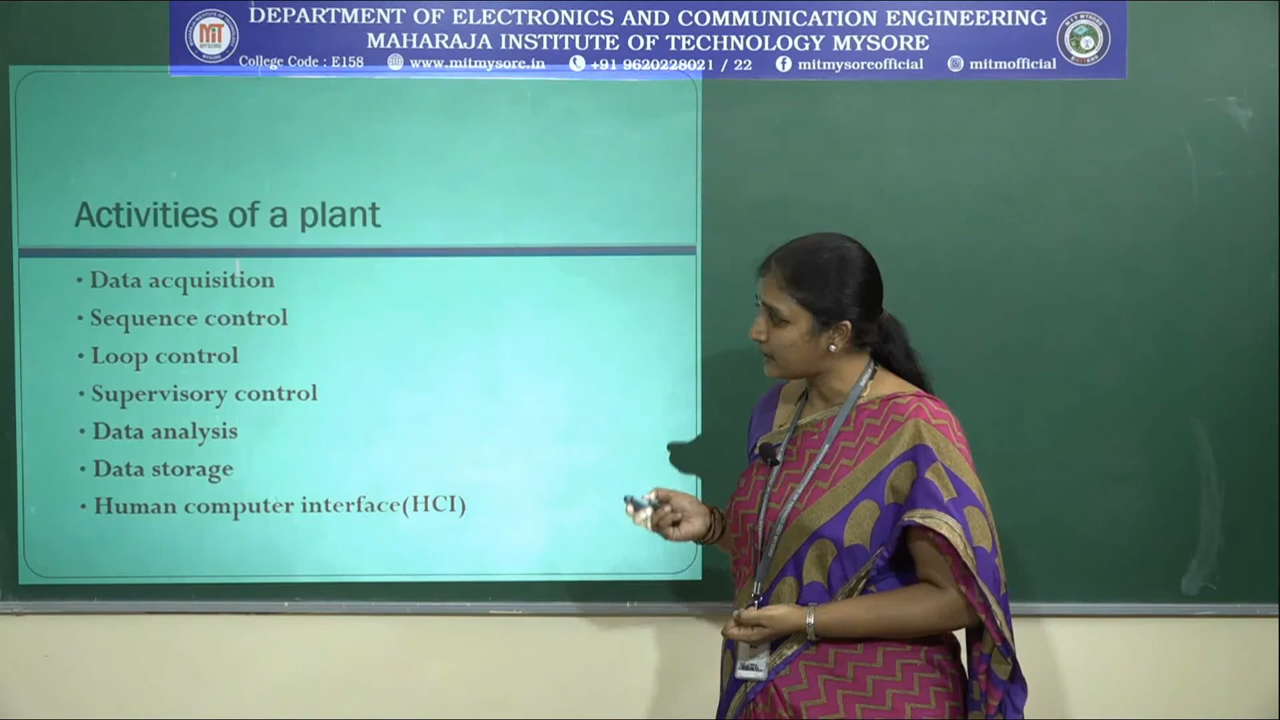 DEPARTMENT OF ELECTRONICS AND COMMUNICATION ENGINEERING
MAHARAJA INSTITUTE OF TECHNOLOGY MYSORE
College Code : E158 www.mitmysore.in +91 9620228021 / 22 mitmysoreofficial mitmofficial
MIT
Activities of a plant
• Data acquisition
• Sequence control
• Loop control
• Supervisory control
• Data analysis
• Data storage
• Human computer interface(HCI)